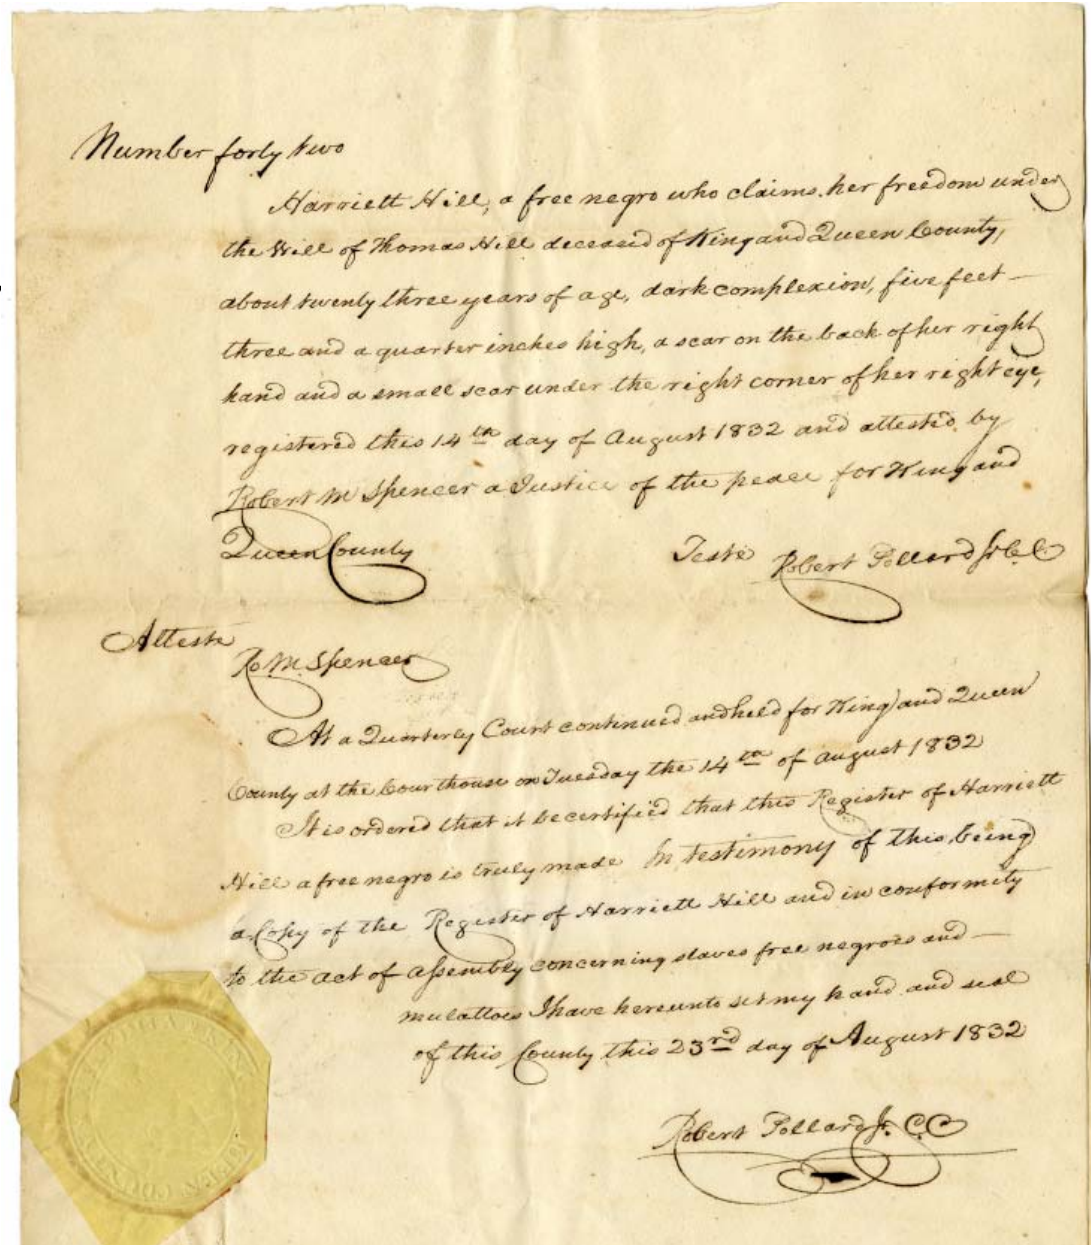 Number forty two
Harriett Hill, a free negro who claims her freedom under
the Will of Thomas Hill deceased of King and Queen County,
about twenty three years of age, dark complexion, five feet —
three and a quarter inches high, a scar on the back of her right
hand and a small scar under the right corner of her right eye,
registered this 14th day of August 1832 and attested by
Robert M Spencer a Justice of the peace for King and
Queen County
Teste Robert Pollard Jr C. C
Atteste
Ro. M. Spencer
At a Quarterly Court continued and held for King and Queen
County at the Courthouse on Tuesday the 14th of August 1832
It is ordered that it be certified that this Register of Harriett
Hill a free negro is truly made In testimony of this being
a Copy of the Register of Harriett Hill and in conformity
to the act of Assembly concerning slaves free negroes and —
mulattoes I have hereunto set my hand and seal
of this County this 23rd day of August 1832
Robert Pollard Jr. C C